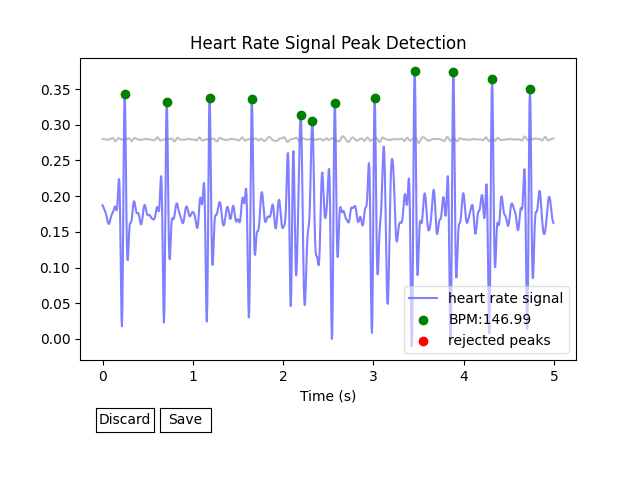 Heart Rate Signal Peak Detection
0.35
0.30
0.25
0.20
0.15
0.10
0.05
0.00
heart rate signal
BPM:146.99
rejected peaks
0 1 2 3 4 5
Time (s)
Discard Save